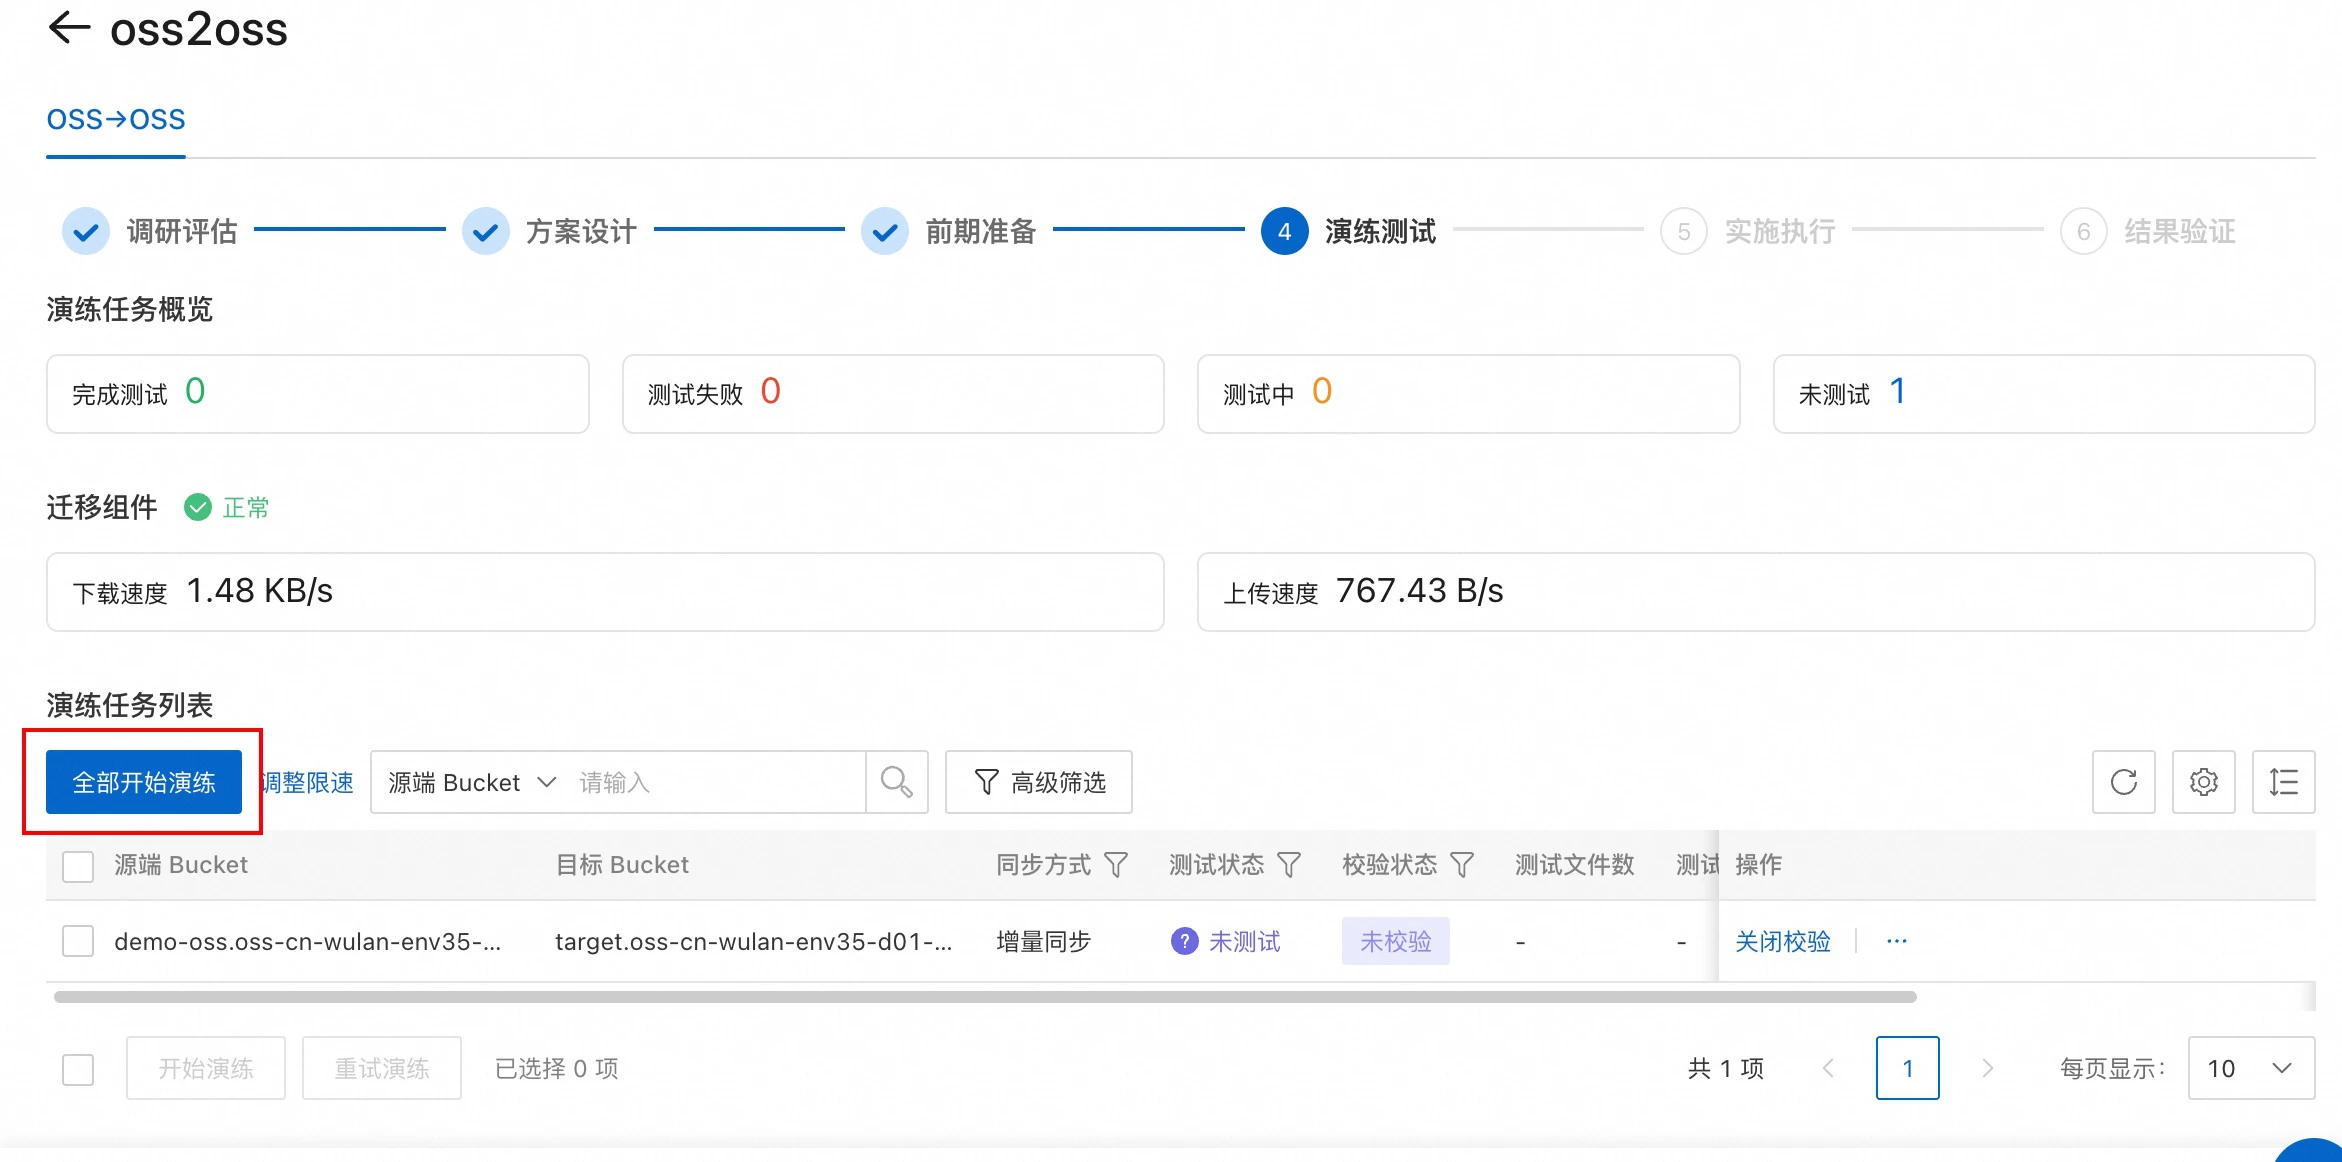 oss2oss
OSS→OSS
调研评估 方案设计 前期准备 4 演练测试 5 实施执行 6 结果验证
演练任务概览
完成测试 0 测试失败 0 测试中 0 未测试 1
迁移组件 正常
下载速度 1.48 KB/s 上传速度 767.43 B/s
演练任务列表
全部开始演练 调整限速 源端 Bucket 请输入 高级筛选
源端 Bucket 目标 Bucket 同步方式 测试状态 校验状态 测试文件数 测试 操作
demo-oss.oss-cn-wulan-env35-... target.oss-cn-wulan-env35-d01-... 增量同步 ? 未测试 未校验 - - 关闭校验 ...
开始演练 重试演练 已选择 0 项 共 1 项 1 每页显示: 10